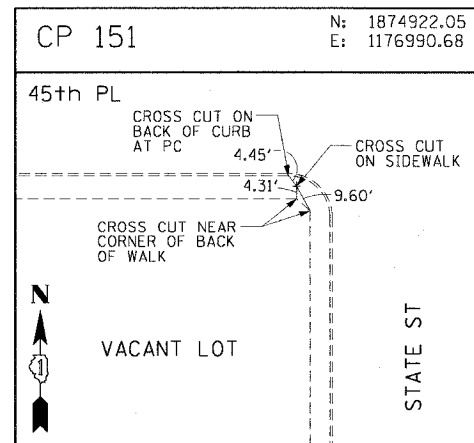 CP 151
N: 1874922.05
E: 1176990.68
45th PL
CROSS CUT ON
BACK OF CURB
AT PC
4.45'
CROSS CUT
ON SIDEWALK
4.31'
9.60'
CROSS CUT NEAR
CORNER OF BACK
OF WALK
N
1
VACANT LOT
STATE ST